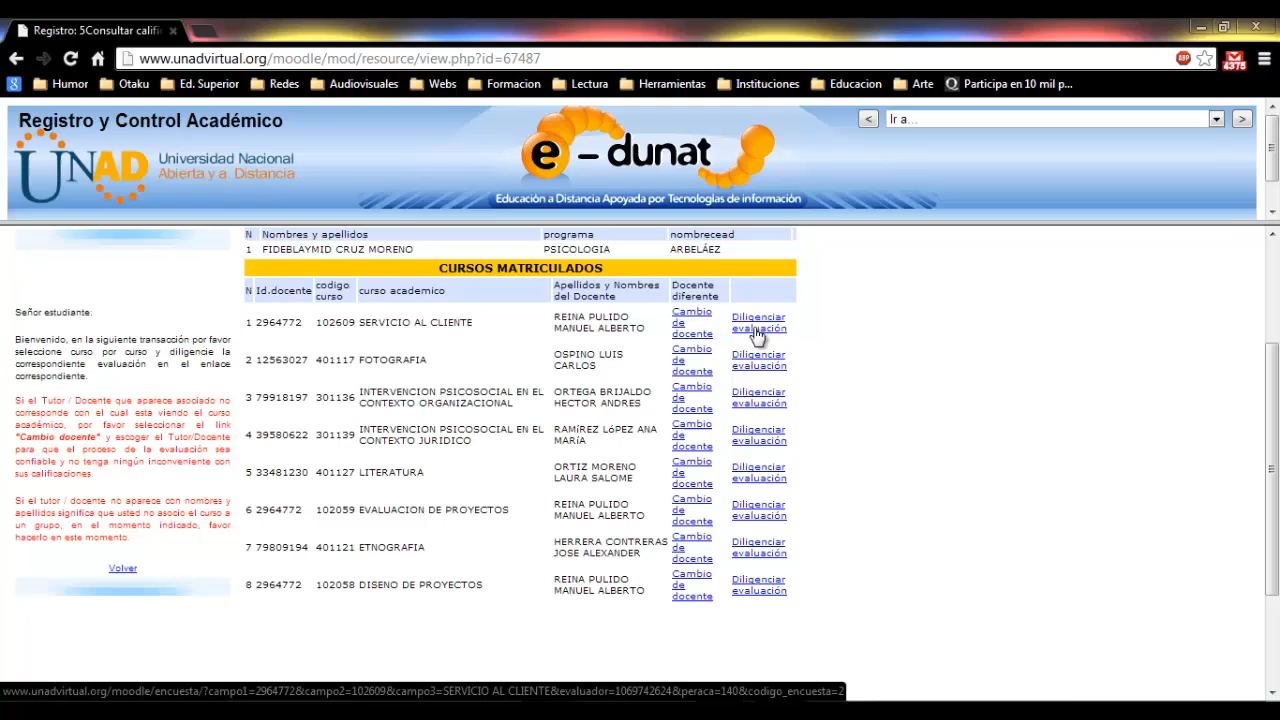 Registro: 5Consultar califi
www.unadvirtual.org/moodle/mod/resource/view.php?id=67487
ABP
4375
Humor Otaku Ed. Superior Redes Audiovisuales Webs Formacion Lectura Herramientas Instituciones Educacion Arte Participa en 10 mil p...
Registro y Control Académico
< Ir a... >
UNAD Universidad Nacional
Abierta y a Distancia
e - dunat
Educación a Distancia Apoyada por Tecnologías de información
N Nombres y apellidos programa nombrecead
1 FIDEBLAYMID CRUZ MORENO PSICOLOGIA ARBELÁEZ
CURSOS MATRICULADOS
N Id.docente codigo curso curso academico Apellidos y Nombres del Docente Docente diferente
1 2964772 102609 SERVICIO AL CLIENTE REINA PULIDO MANUEL ALBERTO Cambio de docente Diligenciar evaluación
2 12563027 401117 FOTOGRAFIA OSPINO LUIS CARLOS Cambio de docente Diligenciar evaluación
3 79918197 301136 INTERVENCION PSICOSOCIAL EN EL CONTEXTO ORGANIZACIONAL ORTEGA BRIJALDO HECTOR ANDRES Cambio de docente Diligenciar evaluación
4 39580622 301139 INTERVENCION PSICOSOCIAL EN EL CONTEXTO JURIDICO RAMíREZ LóPEZ ANA MARíA Cambio de docente Diligenciar evaluación
5 33481230 401127 LITERATURA ORTIZ MORENO LAURA SALOME Cambio de docente Diligenciar evaluación
6 2964772 102059 EVALUACION DE PROYECTOS REINA PULIDO MANUEL ALBERTO Cambio de docente Diligenciar evaluación
7 79809194 401121 ETNOGRAFIA HERRERA CONTRERAS JOSE ALEXANDER Cambio de docente Diligenciar evaluación
8 2964772 102058 DISENO DE PROYECTOS REINA PULIDO MANUEL ALBERTO Cambio de docente Diligenciar evaluación
Señor estudiante:
Bienvenido, en la siguiente transacción por favor
seleccione curso por curso y diligencie la
correspondiente evaluación en el enlace
correspondiente.
Si el Tutor / Docente que aparece asociado no
corresponde con el cual esta viendo el curso
académico, por favor seleccionar el link
"Cambio docente" y escoger el Tutor/Docente
para que el proceso de la evaluación sea
confiable y no tenga ningún inconveniente con
sus calificaciones.
Si el tutor / docente no aparece con nombres y
apellidos significa que usted no asocio el curso a
un grupo, en el momento indicado, favor
hacerlo en este momento.
Volver
www.unadvirtual.org/moodle/encuesta/?campo1=2964772&campo2=102609&campo3=SERVICIO AL CLIENTE&evaluador=1069742624&peraca=140&codigo_encuesta=2